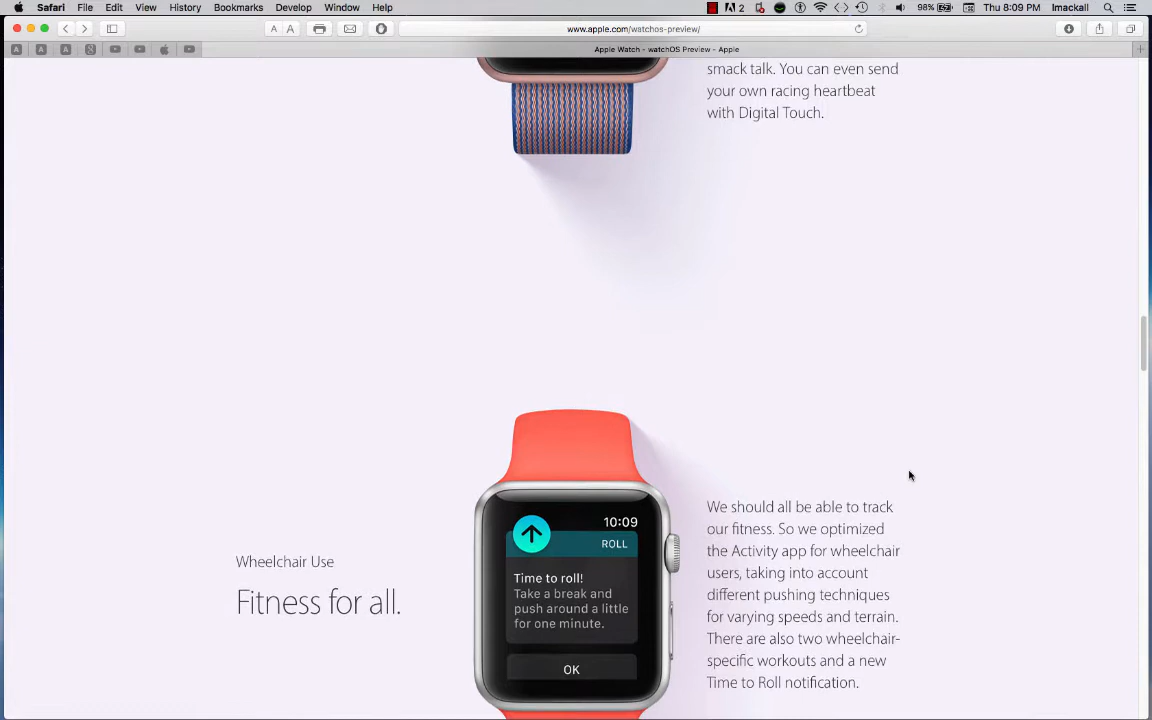 Safari File Edit View History Bookmarks Develop Window Help
2 98% Thu 8:09 PM lmackall
A A www.apple.com/watchos-preview/
Apple Watch - watchOS Preview - Apple
smack talk. You can even send
your own racing heartbeat
with Digital Touch.
10:09
ROLL
Time to roll!
Take a break and
push around a little
for one minute.
OK
Wheelchair Use
Fitness for all.
We should all be able to track
our fitness. So we optimized
the Activity app for wheelchair
users, taking into account
different pushing techniques
for varying speeds and terrain.
There are also two wheelchair-
specific workouts and a new
Time to Roll notification.